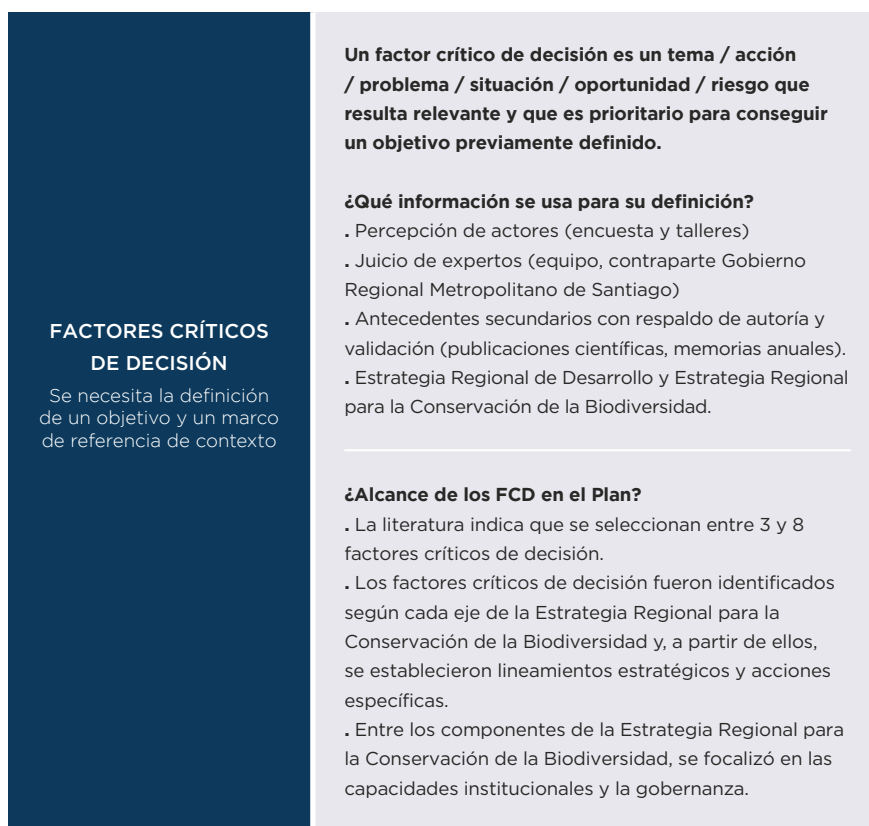 FACTORES CRÍTICOS
DE DECISIÓN
Se necesita la definición
de un objetivo y un marco
de referencia de contexto
Un factor crítico de decisión es un tema / acción
/ problema / situación / oportunidad / riesgo que
resulta relevante y que es prioritario para conseguir
un objetivo previamente definido.
¿Qué información se usa para su definición?
. Percepción de actores (encuesta y talleres)
. Juicio de expertos (equipo, contraparte Gobierno
Regional Metropolitano de Santiago)
. Antecedentes secundarios con respaldo de autoría y
validación (publicaciones científicas, memorias anuales).
. Estrategia Regional de Desarrollo y Estrategia Regional
para la Conservación de la Biodiversidad.
¿Alcance de los FCD en el Plan?
. La literatura indica que se seleccionan entre 3 y 8
factores críticos de decisión.
. Los factores críticos de decisión fueron identificados
según cada eje de la Estrategia Regional para la
Conservación de la Biodiversidad y, a partir de ellos,
se establecieron lineamientos estratégicos y acciones
específicas.
. Entre los componentes de la Estrategia Regional para
la Conservación de la Biodiversidad, se focalizó en las
capacidades institucionales y la gobernanza.